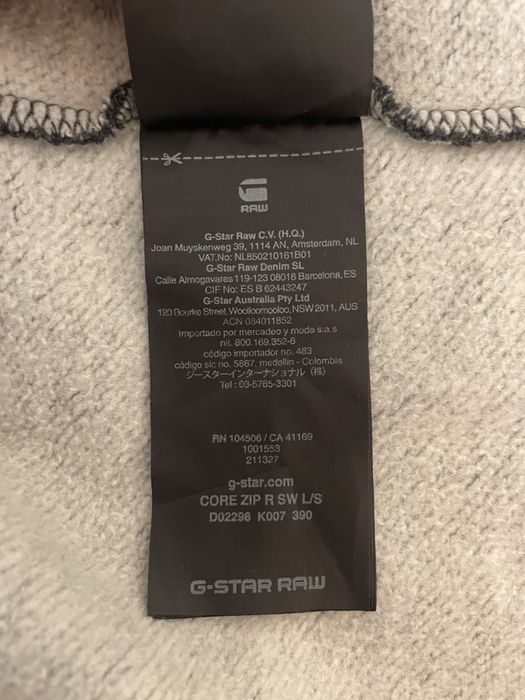 RAW
G-Star Raw C.V. (H.Q.)
Joan Muyskenweg 39, 1114 AN, Amsterdam, NL
VAT.No: NL850210161B01
G-Star Raw Denim SL
Calle Almogavares 119-123 08018 Barcelona, ES
CIF No: ES B 62443247
G-Star Australia Pty Ltd
120 Bourke Street, Woolloomooloo, NSW 2011, AUS
ACN 084011852
importado por mercadeo y moda s.a.s
nit. 800.169.352-6
código importador no. 483
código sic no. 5887, medellin - Colombia
ジースターインターナショナル（株）
Tel : 03-5785-3301
RN 104506 / CA 41169
1001553
211327
g-star.com
CORE ZIP R SW L/S
D02298 K007 390
G-STAR RAW